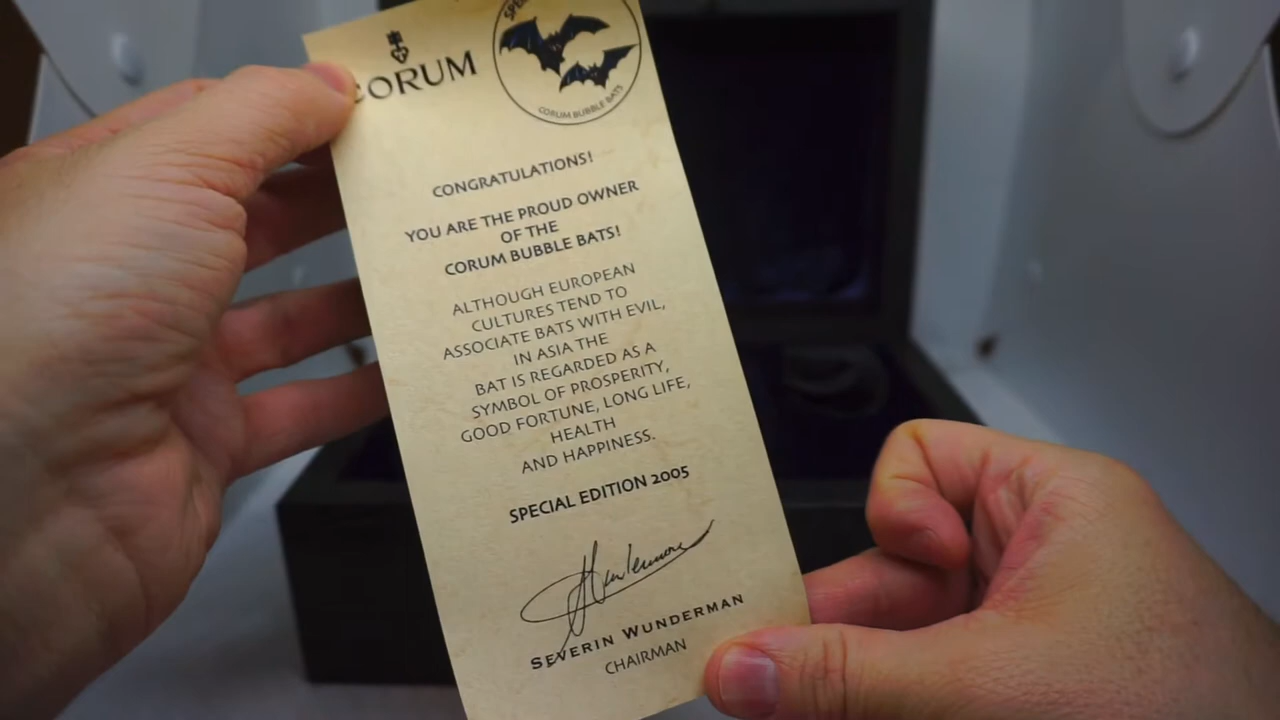 CORUM
CORUM BUBBLE BATS
CONGRATULATIONS!
YOU ARE THE PROUD OWNER
OF THE
CORUM BUBBLE BATS!
ALTHOUGH EUROPEAN
CULTURES TEND TO
ASSOCIATE BATS WITH EVIL,
IN ASIA THE
BAT IS REGARDED AS A
SYMBOL OF PROSPERITY,
GOOD FORTUNE, LONG LIFE,
HEALTH
AND HAPPINESS.
SPECIAL EDITION 2005
SEVERIN WUNDERMAN
CHAIRMAN